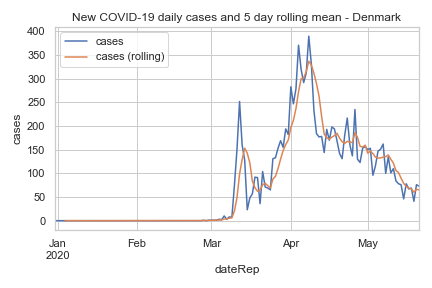 New COVID-19 daily cases and 5 day rolling mean - Denmark
cases
cases (rolling)
400
350
300
250
200
150
100
50
0
cases
Jan
2020
Feb
Mar
Apr
May
dateRep